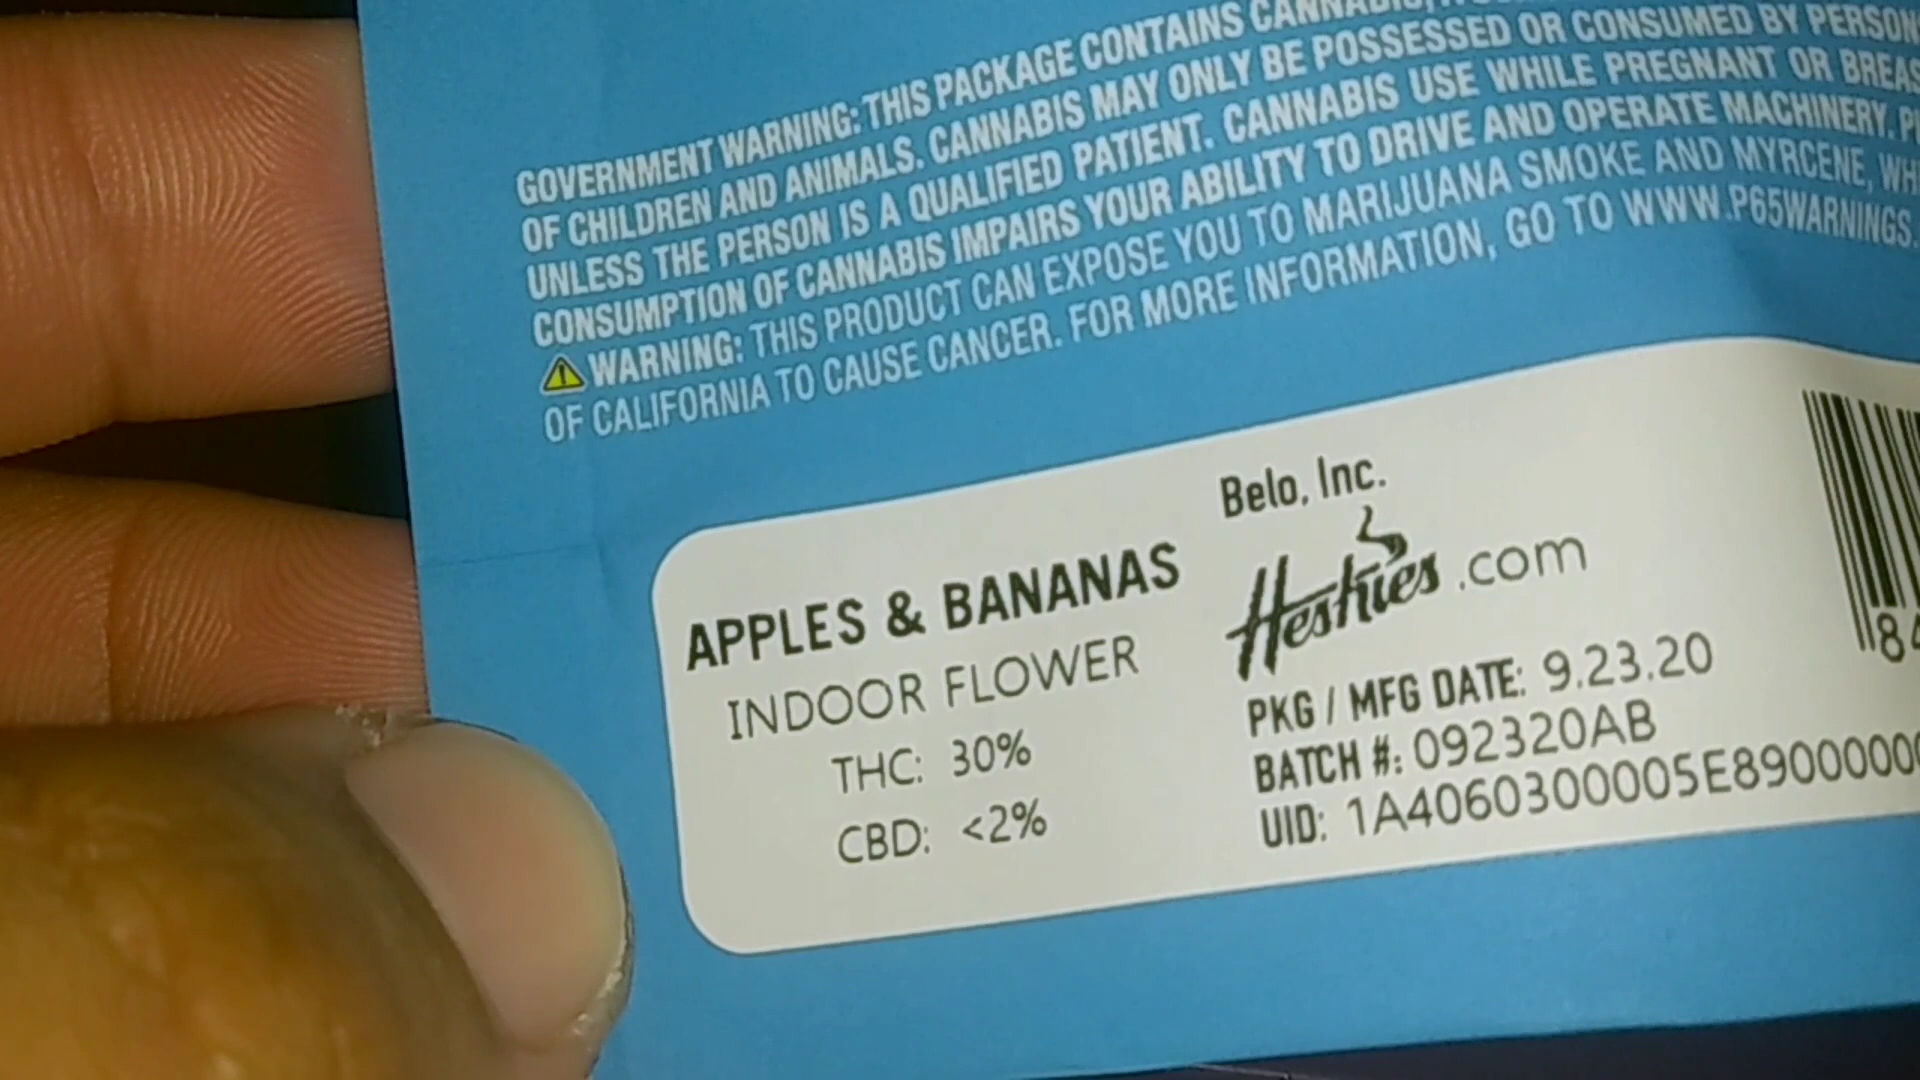 GOVERNMENT WARNING: THIS PACKAGE CONTAINS CANNABIS,
OF CHILDREN AND ANIMALS. CANNABIS MAY ONLY BE POSSESSED OR CONSUMED BY PERSON
UNLESS THE PERSON IS A QUALIFIED PATIENT. CANNABIS USE WHILE PREGNANT OR BREAS
CONSUMPTION OF CANNABIS IMPAIRS YOUR ABILITY TO DRIVE AND OPERATE MACHINERY. P
⚠ WARNING: THIS PRODUCT CAN EXPOSE YOU TO MARIJUANA SMOKE AND MYRCENE, WH
OF CALIFORNIA TO CAUSE CANCER. FOR MORE INFORMATION, GO TO WWW.P65WARNINGS.
APPLES & BANANAS
INDOOR FLOWER
THC: 30%
CBD: <2%
Belo, Inc.
Heshies.com
PKG / MFG DATE: 9.23.20
BATCH #: 092320AB
UID: 1A4060300005E8900000
84